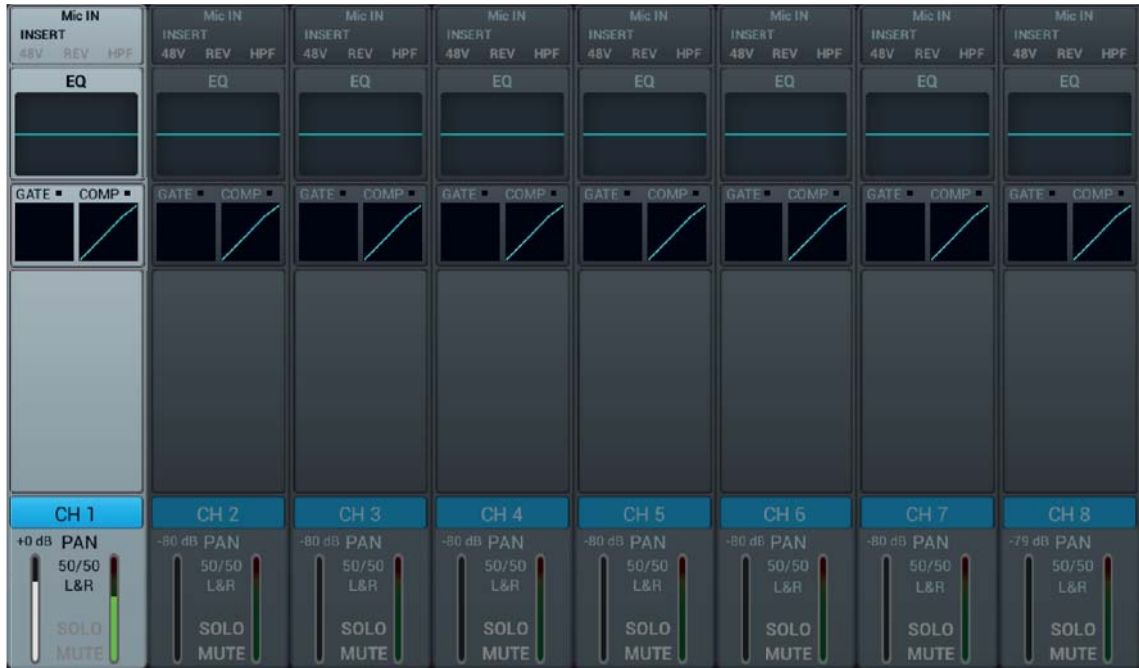 Mic IN Mic IN Mic IN Mic IN Mic IN Mic IN Mic IN Mic IN
INSERT INSERT INSERT INSERT INSERT INSERT INSERT INSERT
48V REV HPF 48V REV HPF 48V REV HPF 48V REV HPF 48V REV HPF 48V REV HPF 48V REV HPF 48V REV HPF
EQ EQ EQ EQ EQ EQ EQ EQ
GATE COMP GATE COMP GATE COMP GATE COMP GATE COMP GATE COMP GATE COMP GATE COMP
CH 1 CH 2 CH 3 CH 4 CH 5 CH 6 CH 7 CH 8
+0 dB PAN -80 dB PAN -80 dB PAN -80 dB PAN -80 dB PAN -80 dB PAN -80 dB PAN -79 dB PAN
50/50 50/50 50/50 50/50 50/50 50/50 50/50 50/50
L&R L&R L&R L&R L&R L&R L&R L&R
SOLO SOLO SOLO SOLO SOLO SOLO SOLO SOLO
MUTE MUTE MUTE MUTE MUTE MUTE MUTE MUTE